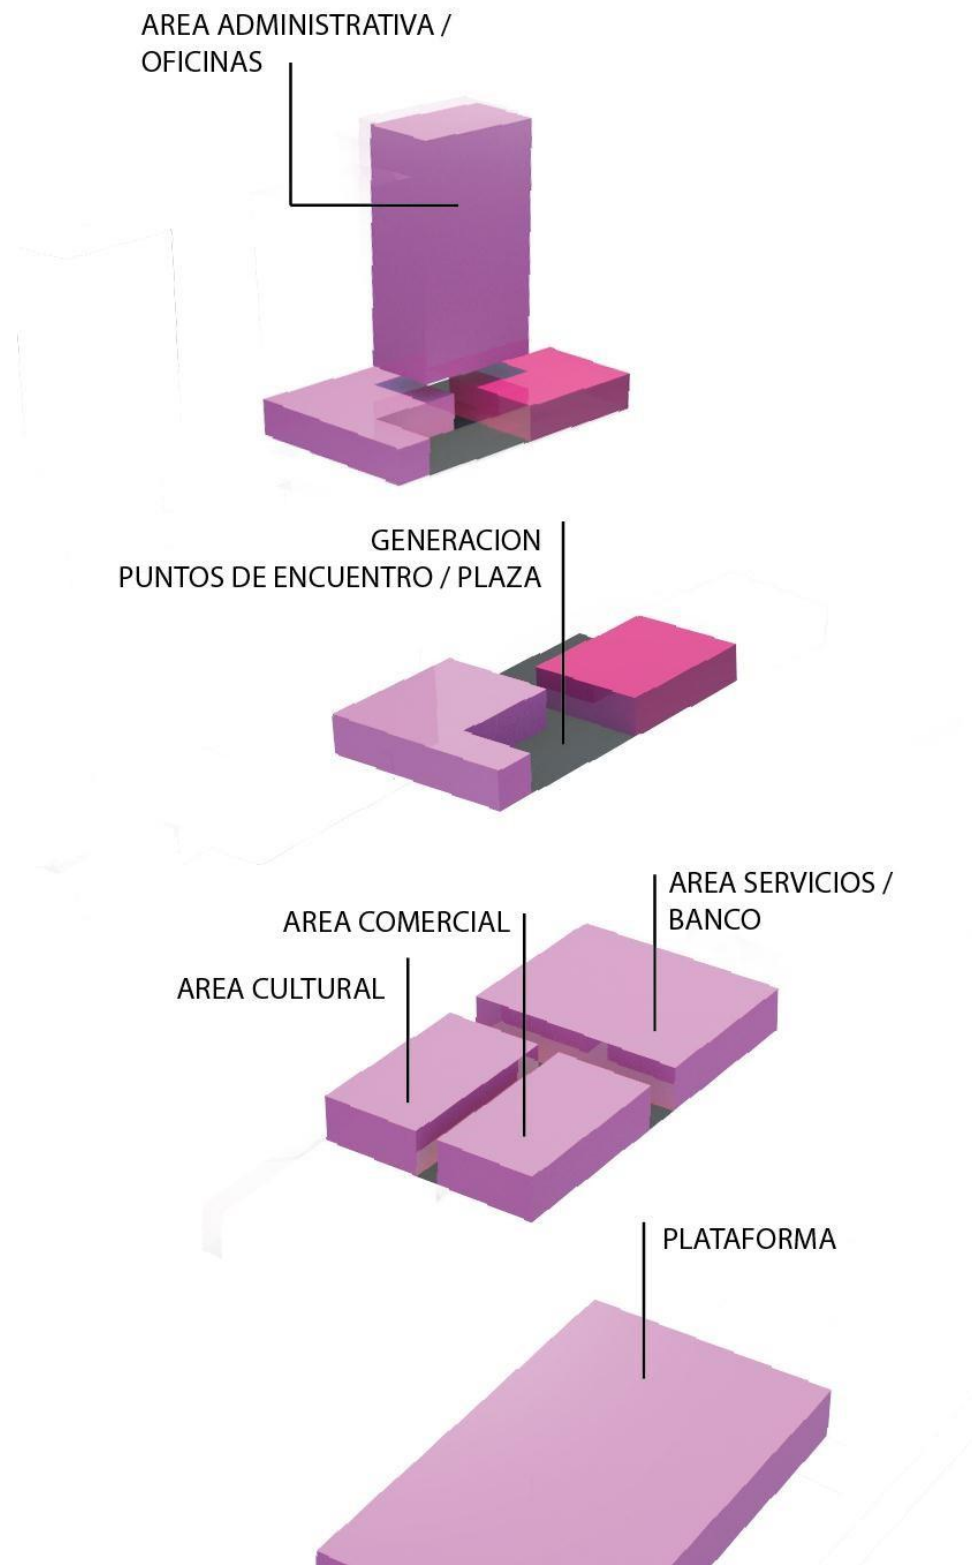 AREA ADMINISTRATIVA /
OFICINAS
GENERACION
PUNTOS DE ENCUENTRO / PLAZA
AREA SERVICIOS /
BANCO
AREA COMERCIAL
AREA CULTURAL
PLATAFORMA